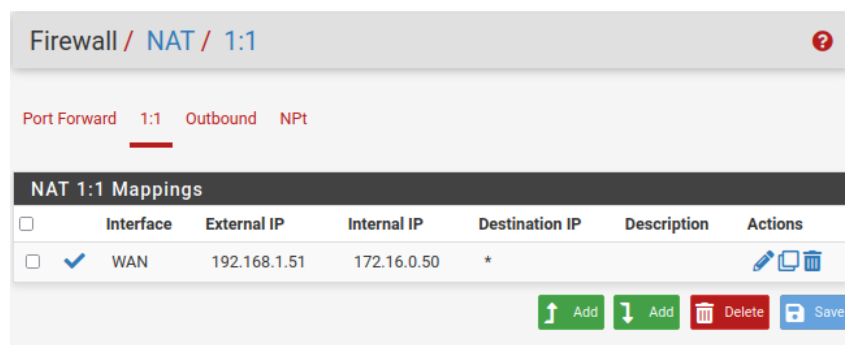 Firewall / NAT / 1:1
Port Forward 1:1 Outbound NPt
NAT 1:1 Mappings
Interface External IP Internal IP Destination IP Description Actions
WAN 192.168.1.51 172.16.0.50 *
Add Add Delete Save